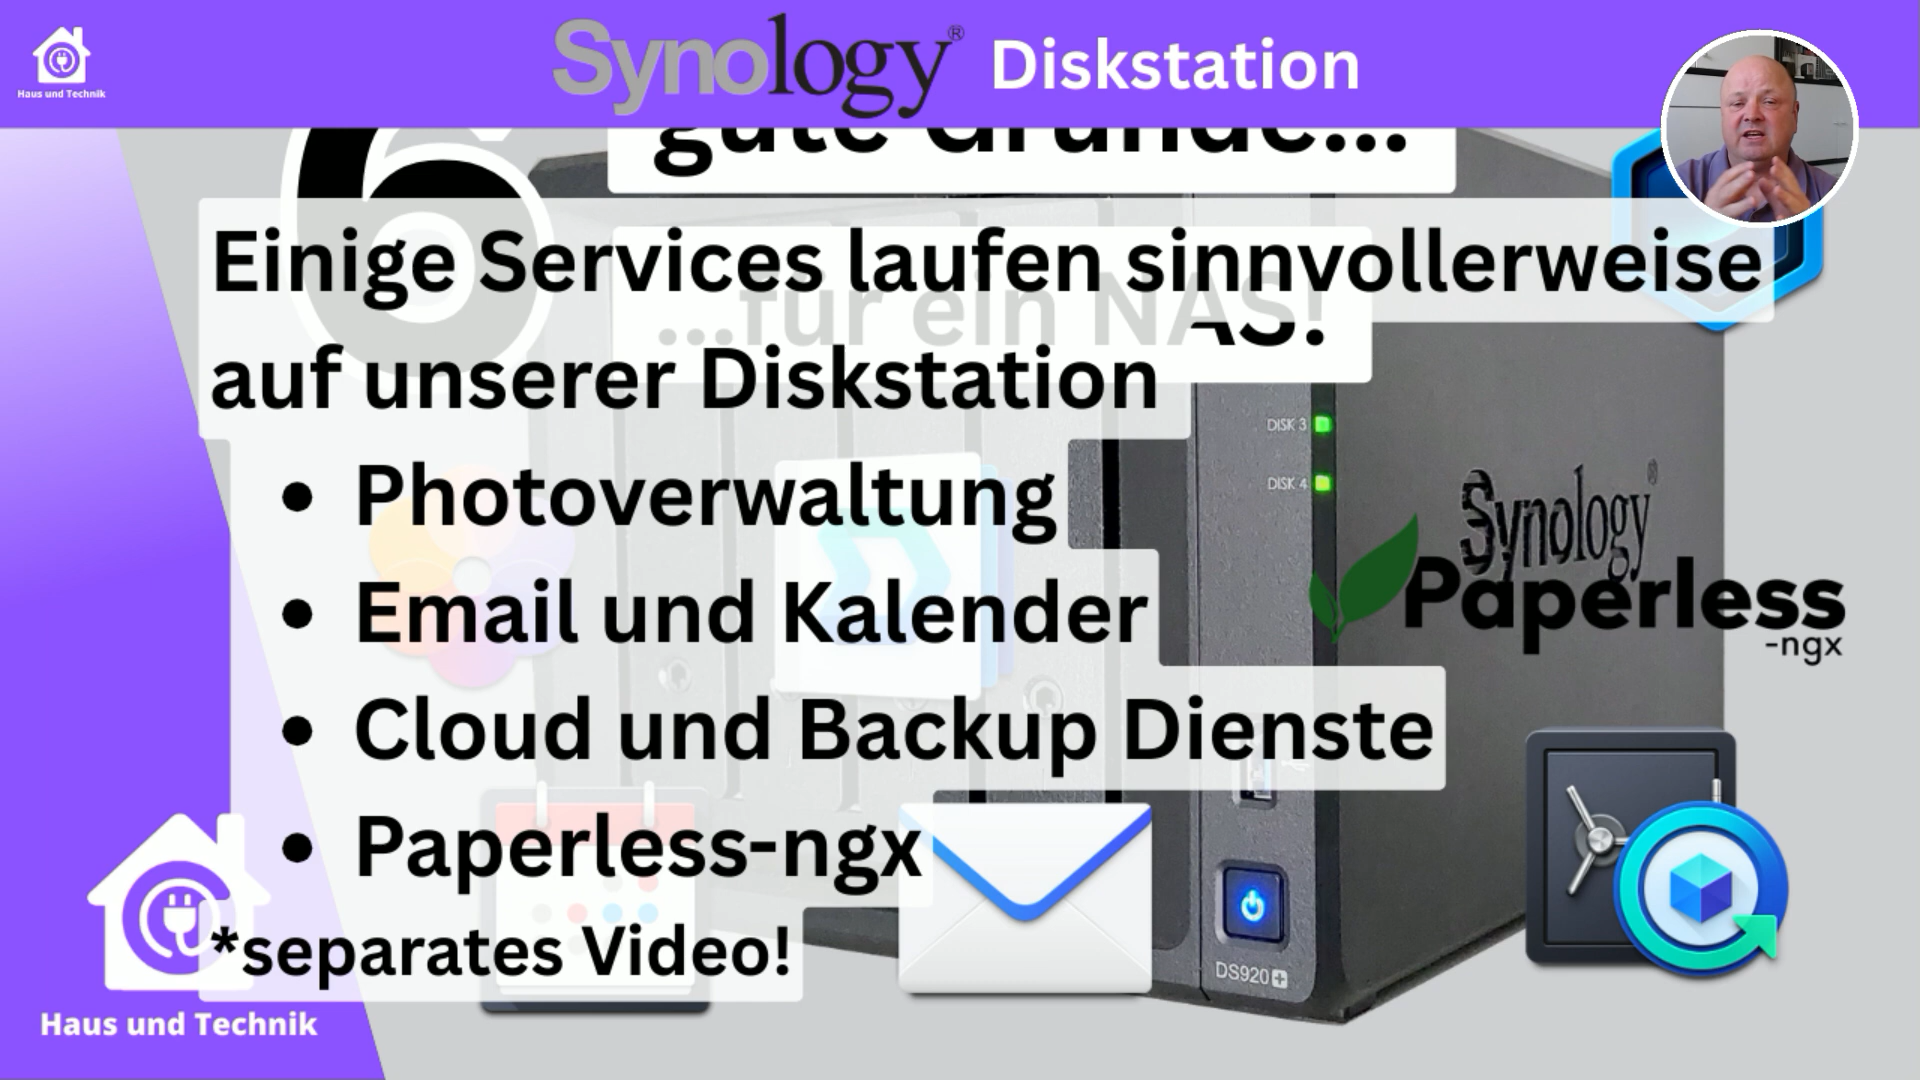 Haus und Technik
Synology® Diskstation
6
gute Gründe...
...für ein NAS!
Einige Services laufen sinnvollerweise
auf unserer Diskstation
• Photoverwaltung
• Email und Kalender
• Cloud und Backup Dienste
• Paperless-ngx
*separates Video!
DISK 3
DISK 4
Synology®
Paperless
-ngx
DS920+
Haus und Technik